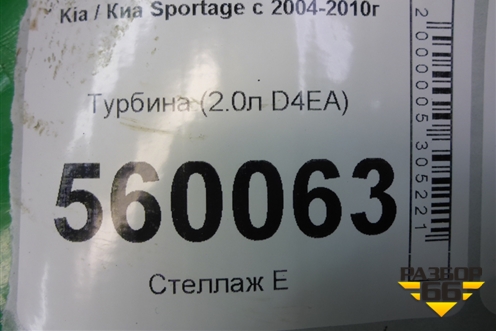 Kia / Киа Sportage с 2004-2010г
Турбина (2.0л D4EA)
560063
Стеллаж Е
2000005305221
РАЗБОР
66